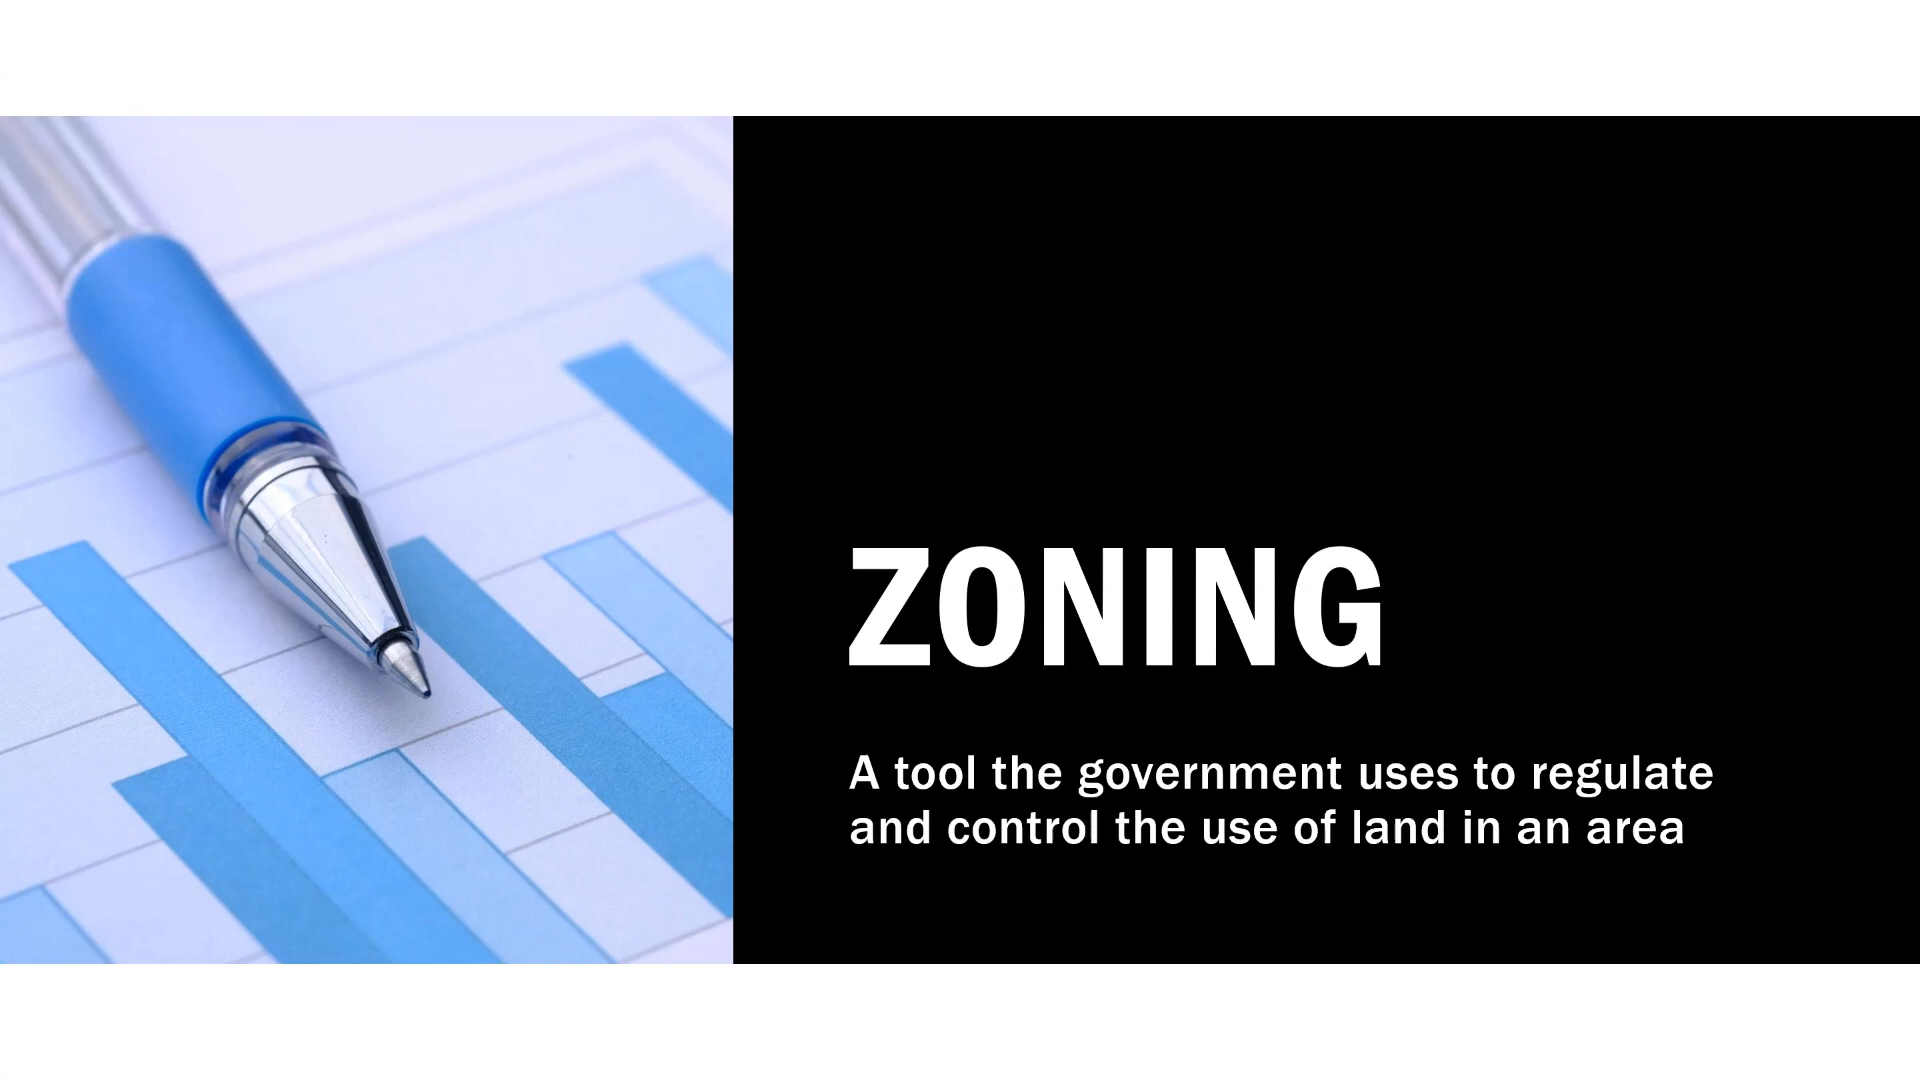 ZONING
A tool the government uses to regulate
and control the use of land in an area